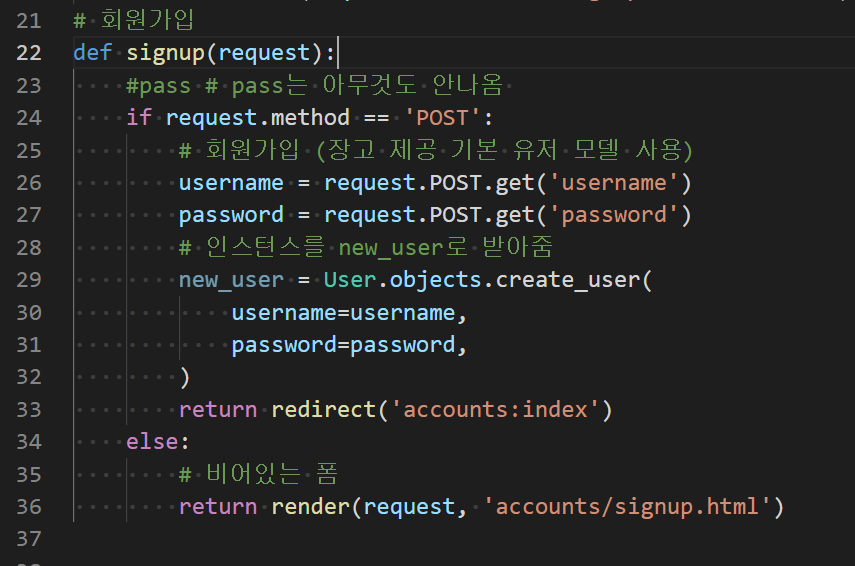 21 # 회원가입
22 def signup(request):
23     #pass # pass는 아무것도 안나옴
24     if request.method == 'POST':
25         # 회원가입 (장고 제공 기본 유저 모델 사용)
26         username = request.POST.get('username')
27         password = request.POST.get('password')
28         # 인스턴스를 new_user로 받아줌
29         new_user = User.objects.create_user(
30             username=username,
31             password=password,
32         )
33         return redirect('accounts:index')
34     else:
35         # 비어있는 폼
36         return render(request, 'accounts/signup.html')
37